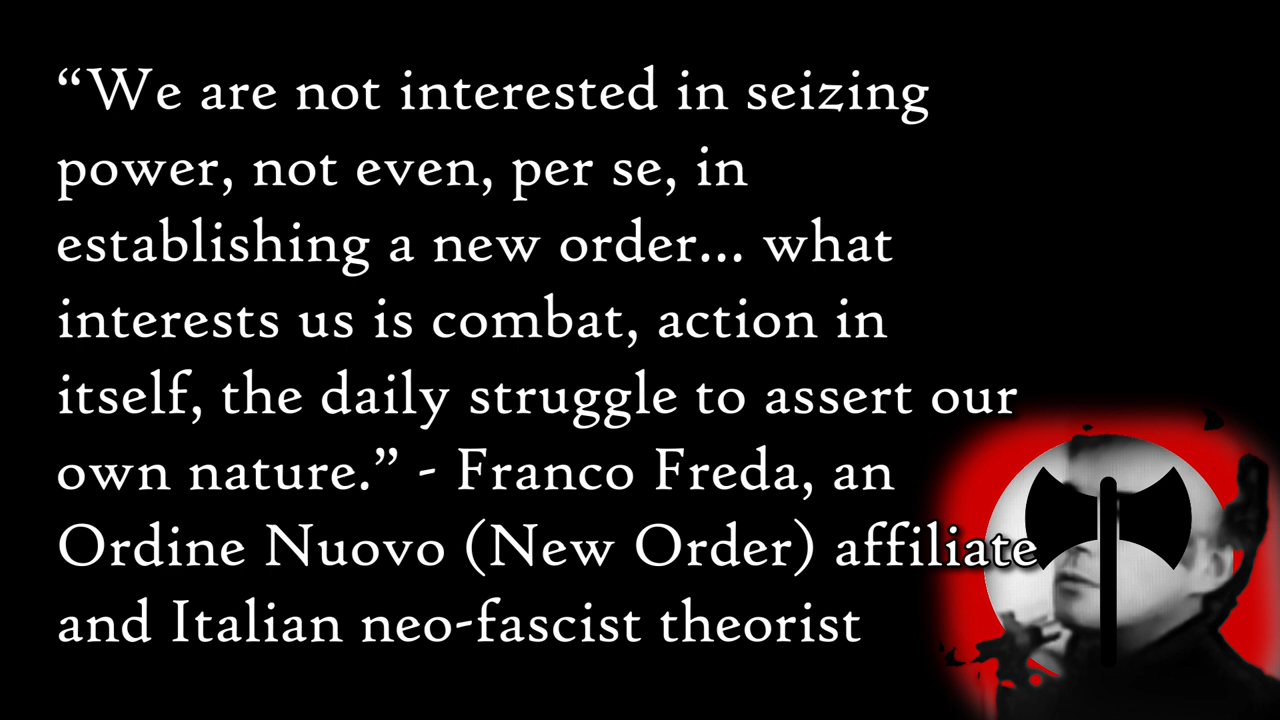 “We are not interested in seizing
power, not even, per se, in
establishing a new order... what
interests us is combat, action in
itself, the daily struggle to assert our
own nature.” - Franco Freda, an
Ordine Nuovo (New Order) affiliate
and Italian neo-fascist theorist